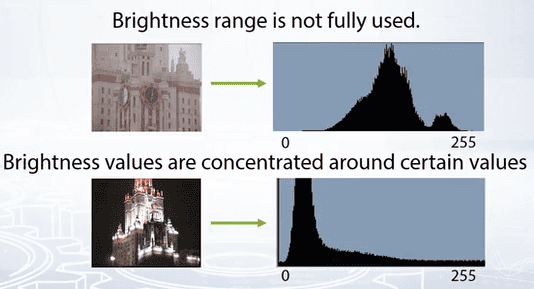 Brightness range is not fully used.
0 255
Brightness values are concentrated around certain values
0 255